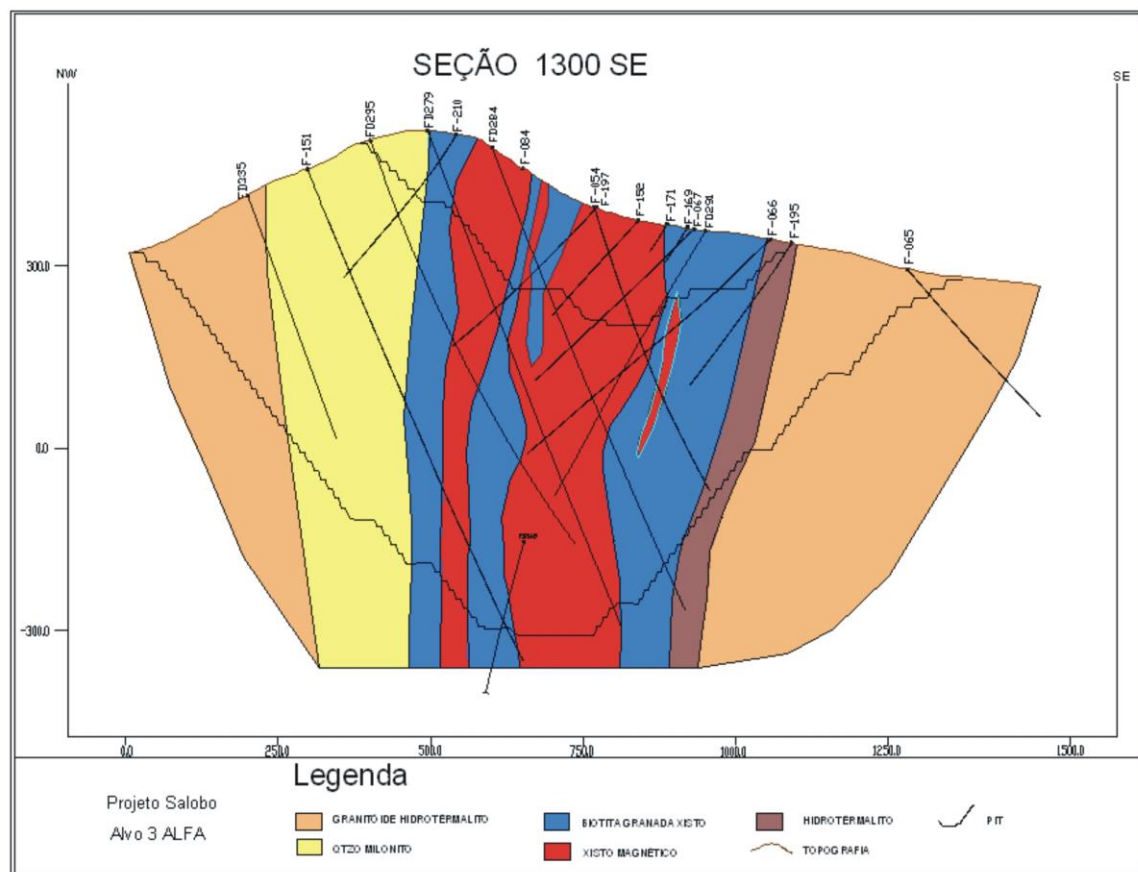 SEÇÃO 1300 SE
NW
SE
FD335
F-151
FD295
FD279
F-210
FD284
F-084
F-054
F-197
F-152
F-171
F-169
F-067
FD291
F-066
F-195
F-065
300.0
0.0
-300.0
0.0
250.0
500.0
750.0
1000.0
1250.0
1500.0
Legenda
Projeto Salobo
Alvo 3 ALFA
GRANITO IDE HIDROTERMALITO
BIOTITA GRANADA XISTO
HIDROTERMALITO
PIT
QTZO MILONITO
XISTO MAGNÉTICO
TOPOGRAFIA